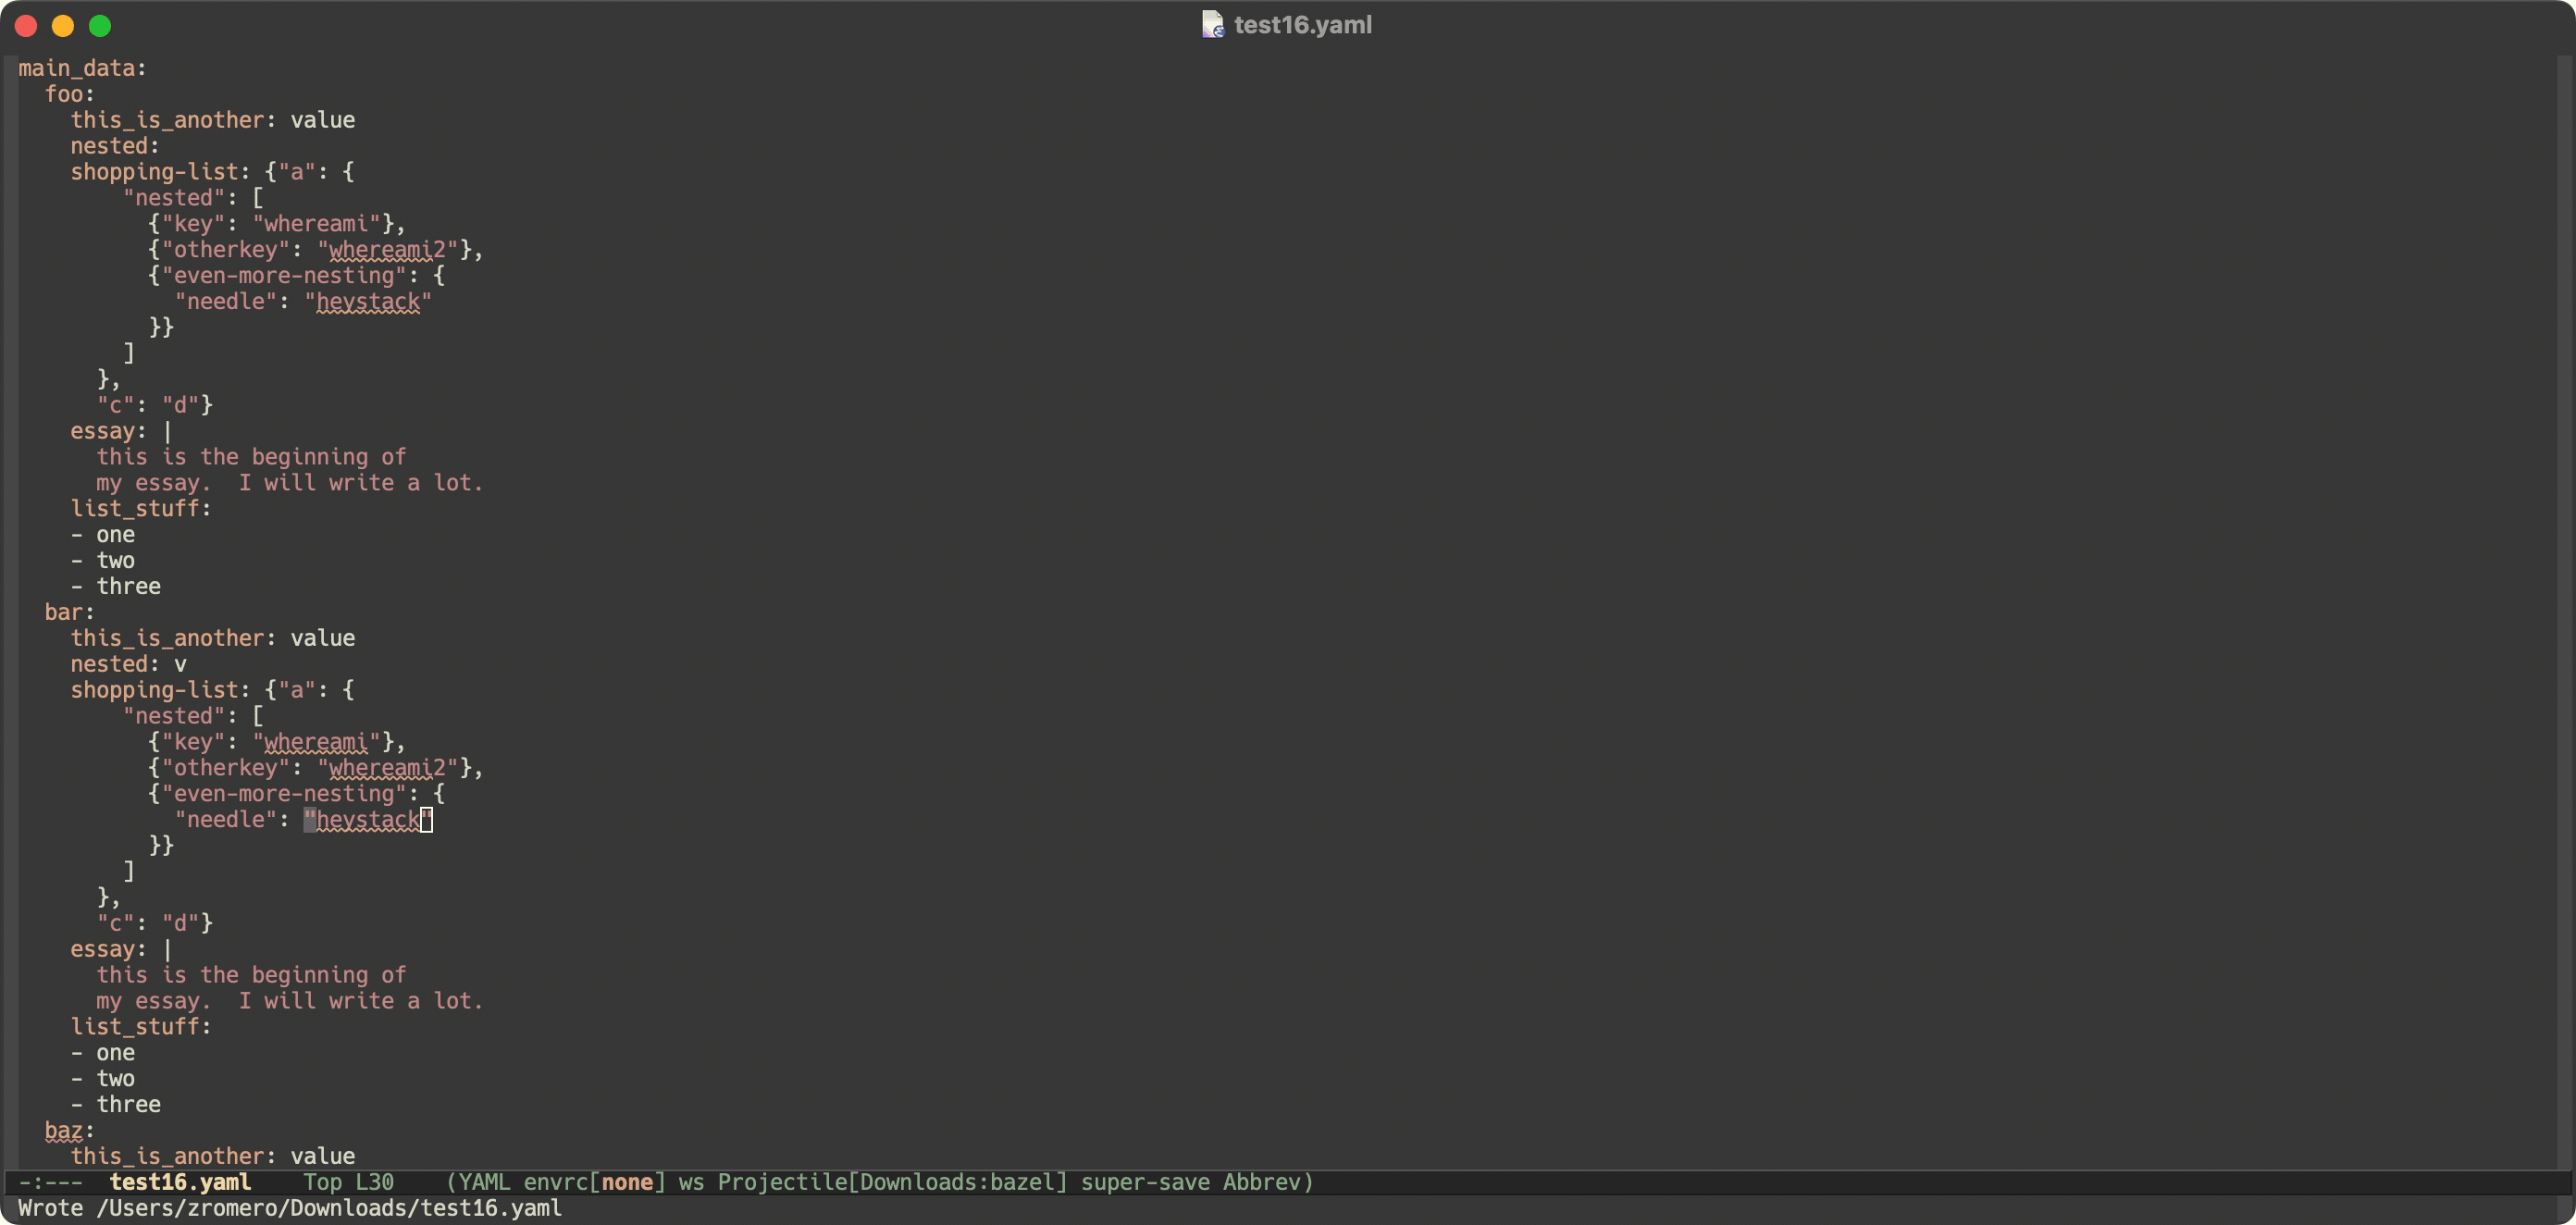 test16.yaml
main_data:
  foo:
    this_is_another: value
    nested:
    shopping-list: {"a": {
        "nested": [
          {"key": "whereami"},
          {"otherkey": "whereami2"},
          {"even-more-nesting": {
            "needle": "heystack"
          }}
        ]
      },
      "c": "d"}
    essay: |
      this is the beginning of
      my essay.  I will write a lot.
    list_stuff:
    - one
    - two
    - three
  bar:
    this_is_another: value
    nested: v
    shopping-list: {"a": {
        "nested": [
          {"key": "whereami"},
          {"otherkey": "whereami2"},
          {"even-more-nesting": {
            "needle": "heystack"
          }}
        ]
      },
      "c": "d"}
    essay: |
      this is the beginning of
      my essay.  I will write a lot.
    list_stuff:
    - one
    - two
    - three
  baz:
    this_is_another: value
-:---  test16.yaml    Top L30    (YAML envrc[none] ws Projectile[Downloads:bazel] super-save Abbrev)
Wrote /Users/zromero/Downloads/test16.yaml